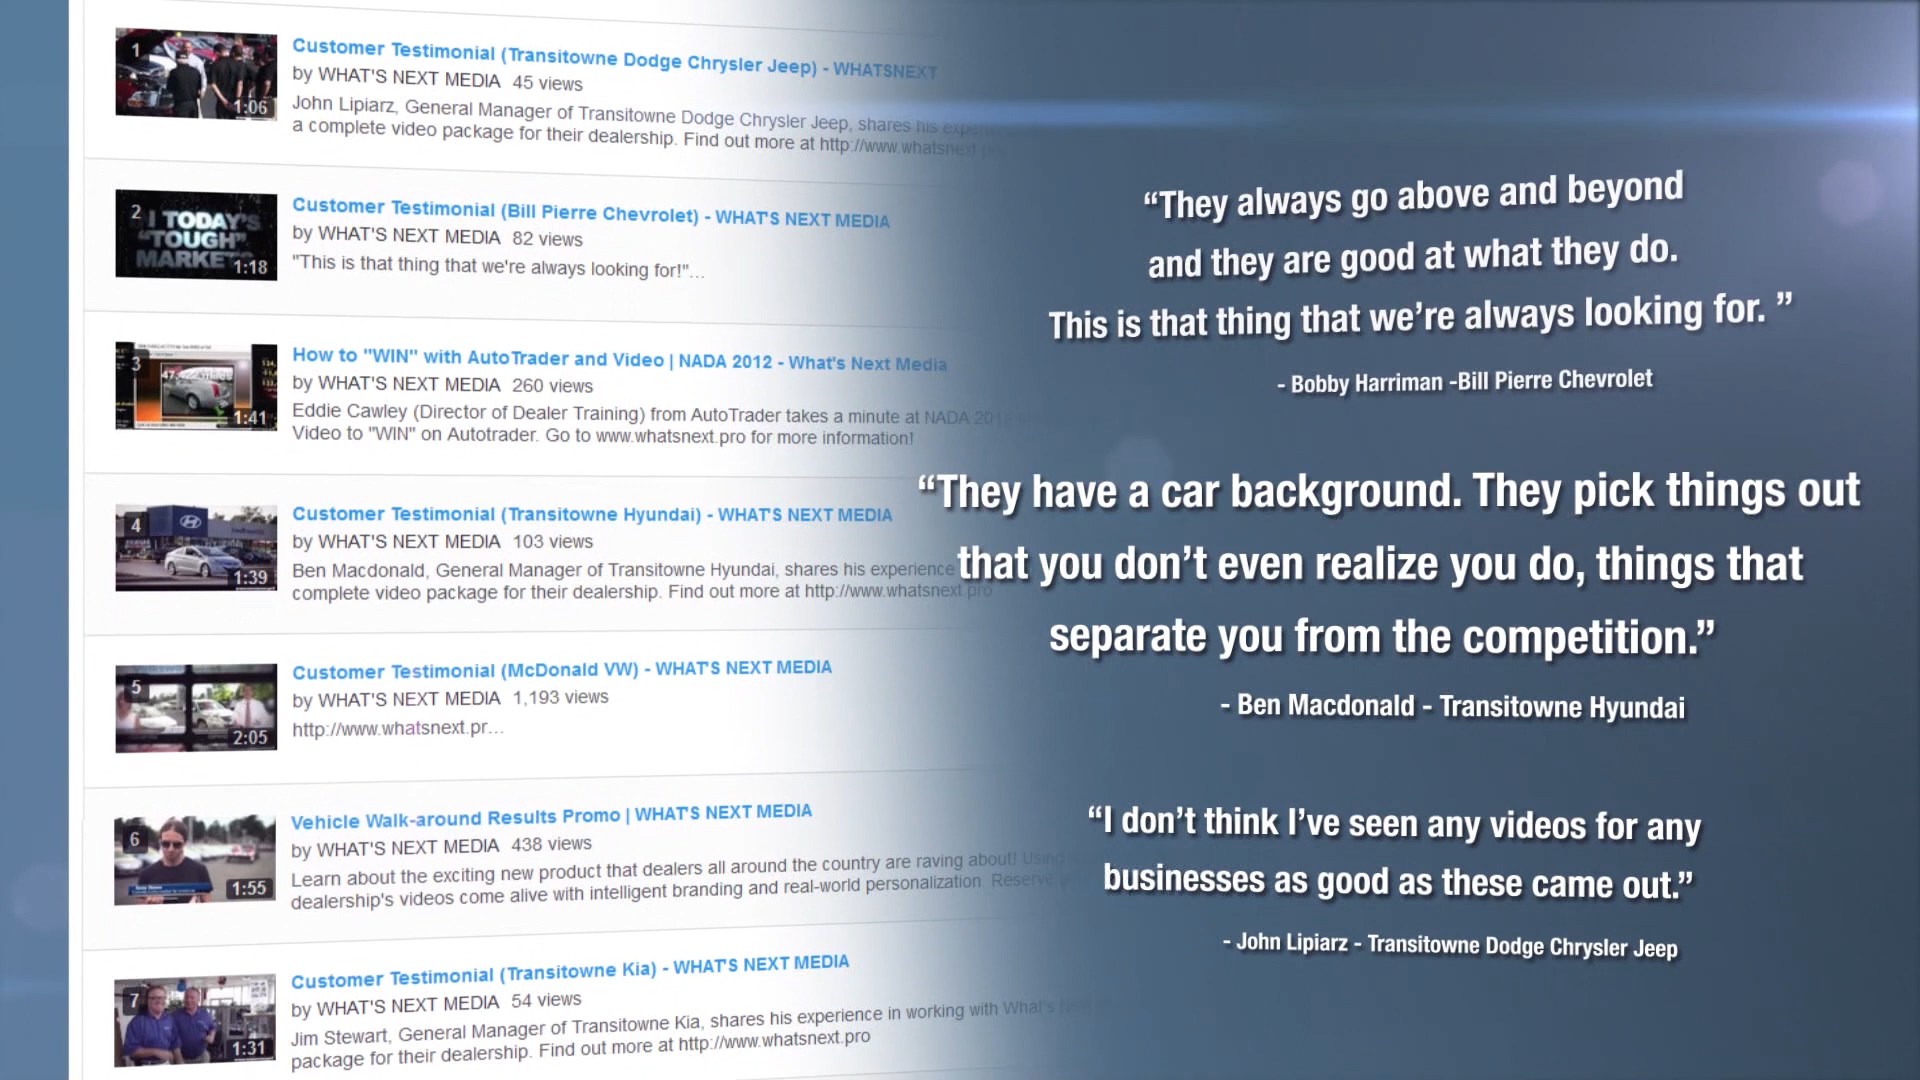 1
1:06
Customer Testimonial (Transitowne Dodge Chrysler Jeep) - WHATSNEXT
by WHAT'S NEXT MEDIA 45 views
John Lipiarz, General Manager of Transitowne Dodge Chrysler Jeep, shares his
a complete video package for their dealership. Find out more at http://www.whatsnext
2
I TODAY'S
"TOUGH"
MARKET
1:18
Customer Testimonial (Bill Pierre Chevrolet) - WHAT'S NEXT MEDIA
by WHAT'S NEXT MEDIA 82 views
"This is that thing that we're always looking for!"...
3
1:41
How to "WIN" with AutoTrader and Video | NADA 2012 - What's Next Media
by WHAT'S NEXT MEDIA 260 views
Eddie Cawley (Director of Dealer Training) from AutoTrader takes a minute at NADA
Video to "WIN" on Autotrader. Go to www.whatsnext.pro for more information!
4
1:39
Customer Testimonial (Transitowne Hyundai) - WHAT'S NEXT MEDIA
by WHAT'S NEXT MEDIA 103 views
Ben Macdonald, General Manager of Transitowne Hyundai, shares his experience
complete video package for their dealership. Find out more at http://www.whatsnext.pro
5
2:05
Customer Testimonial (McDonald VW) - WHAT'S NEXT MEDIA
by WHAT'S NEXT MEDIA 1,193 views
http://www.whatsnext.pr...
6
1:55
Vehicle Walk-around Results Promo | WHAT'S NEXT MEDIA
by WHAT'S NEXT MEDIA 438 views
Learn about the exciting new product that dealers all around the country are raving about! Using
dealership's videos come alive with intelligent branding and real-world personalization. Reserve
7
1:31
Customer Testimonial (Transitowne Kia) - WHAT'S NEXT MEDIA
by WHAT'S NEXT MEDIA 54 views
Jim Stewart, General Manager of Transitowne Kia, shares his experience in working with What's
package for their dealership. Find out more at http://www.whatsnext.pro
“They always go above and beyond
and they are good at what they do.
This is that thing that we’re always looking for. ”
- Bobby Harriman -Bill Pierre Chevrolet
“They have a car background. They pick things out
that you don’t even realize you do, things that
separate you from the competition.”
- Ben Macdonald - Transitowne Hyundai
“I don’t think I’ve seen any videos for any
businesses as good as these came out.”
- John Lipiarz - Transitowne Dodge Chrysler Jeep